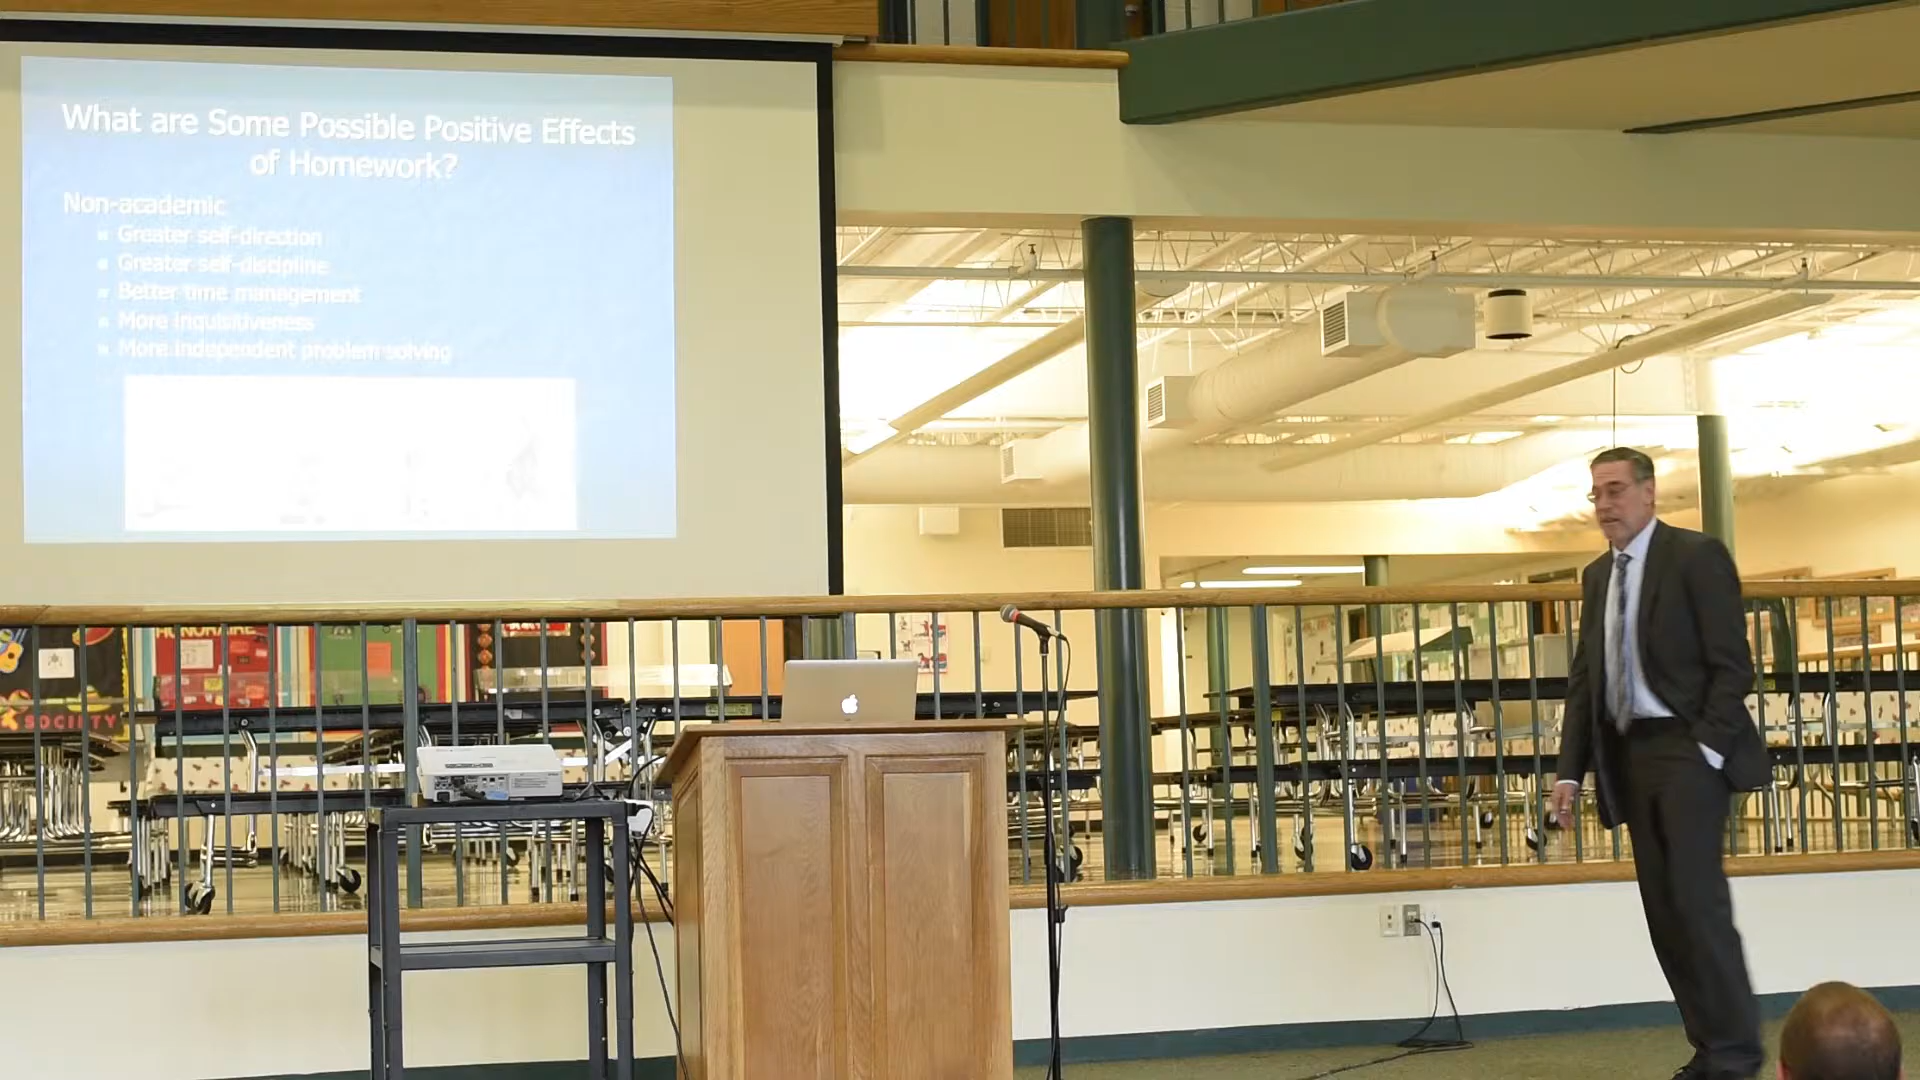 What are Some Possible Positive Effects
of Homework?
Non-academic
Greater self-direction
Greater self-discipline
Better time management
More inquisitiveness
More independent problem solving
HONORAIRE
SOCIETY